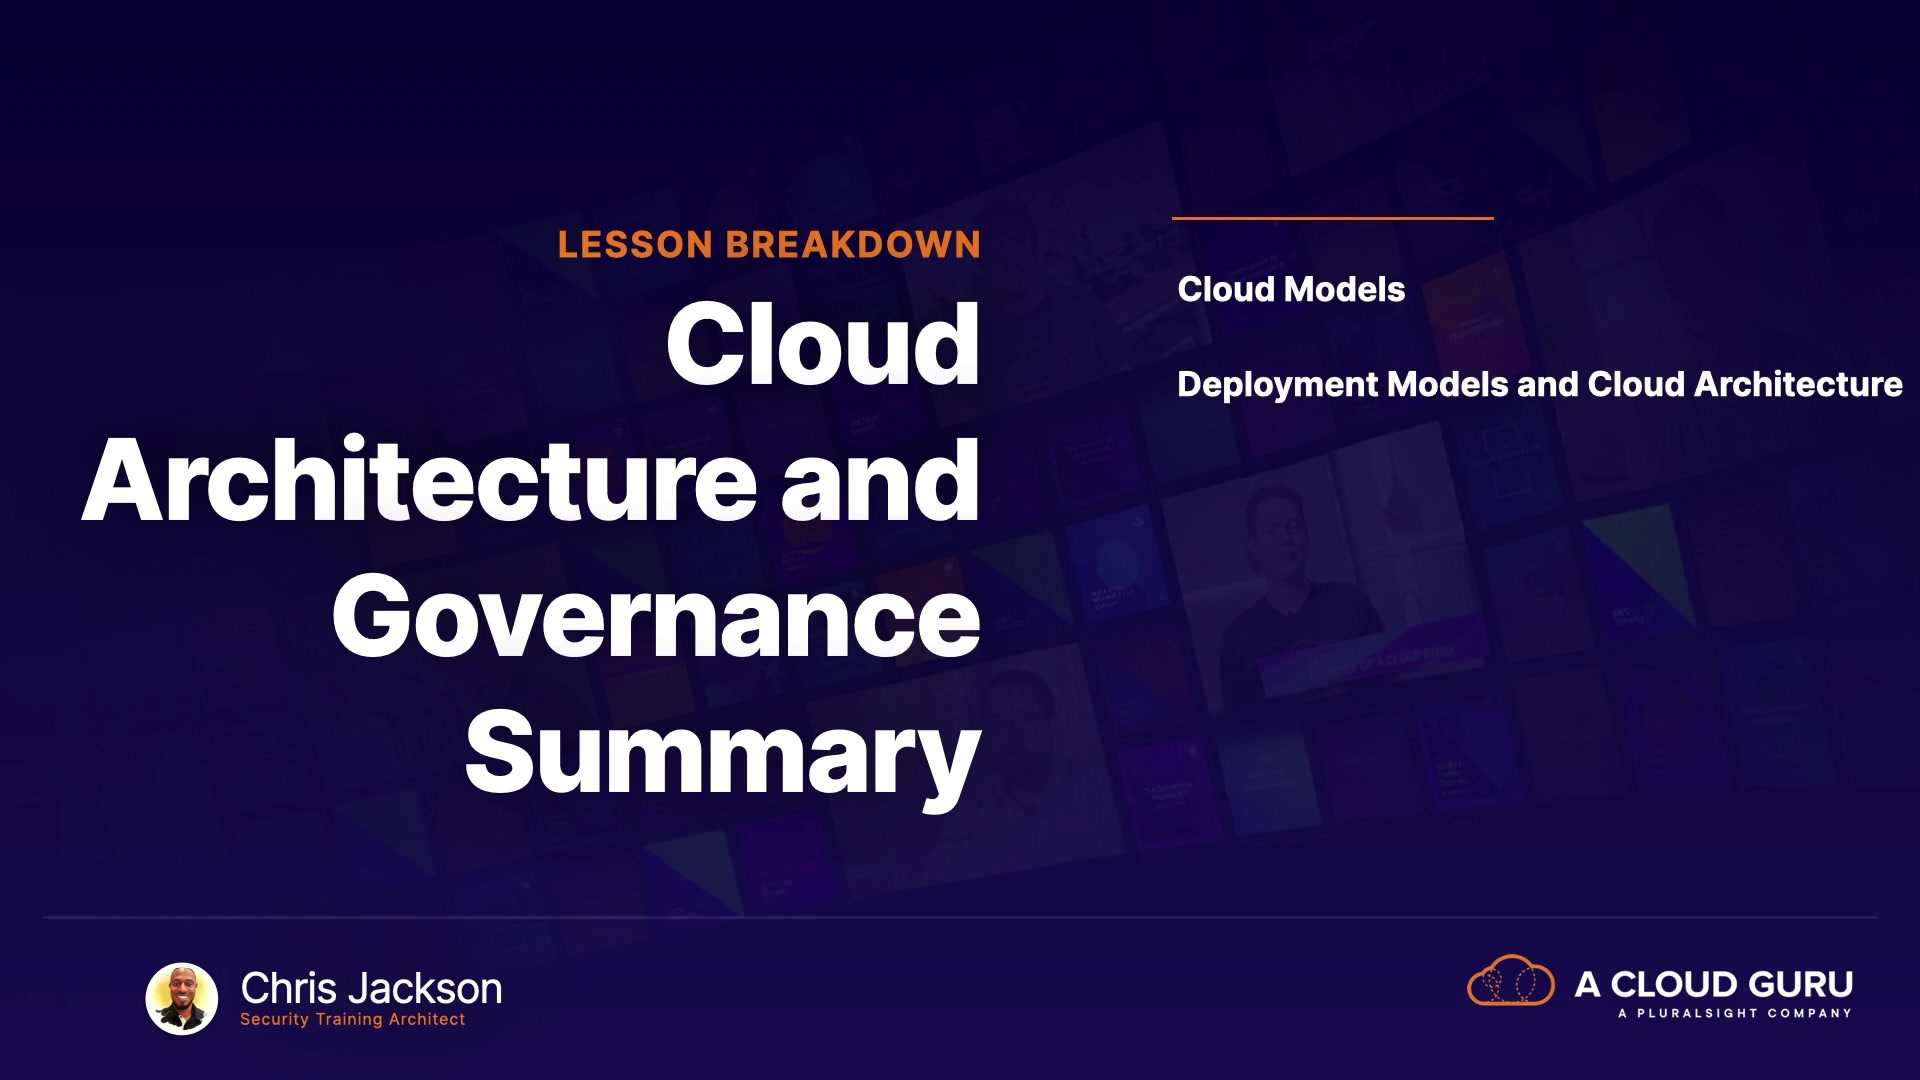 LESSON BREAKDOWN
Cloud
Architecture and
Governance
Summary
Cloud Models
Deployment Models and Cloud Architecture
Chris Jackson
Security Training Architect
A CLOUD GURU
A PLURALSIGHT COMPANY